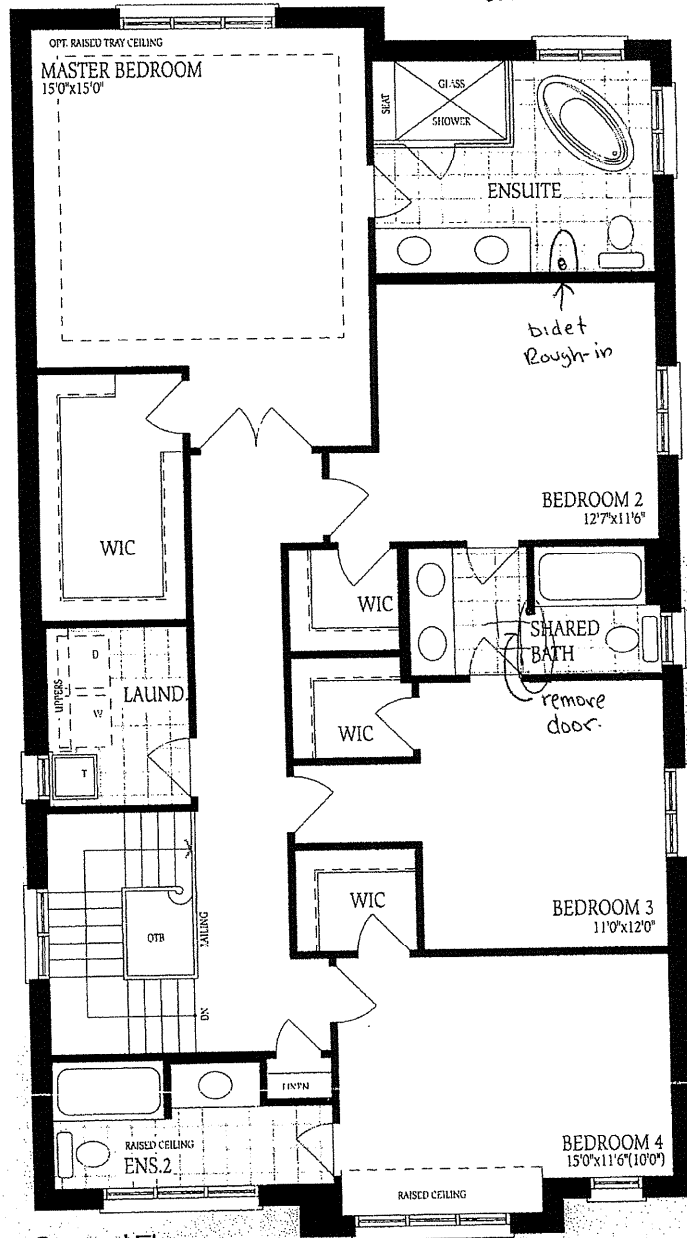 OPT. RAISED TRAY CEILING
MASTER BEDROOM
15'0"x15'0"
SEAT
GLASS
SHOWER
ENSUITE
B
bidet
Rough-in
BEDROOM 2
12'7"x11'6"
WIC
WIC
SHARED
BATH
UPPERS
D
LAUND.
W
T
remove
door.
WIC
WIC
BEDROOM 3
11'0"x12'0"
OTB
RAILING
DN
LINEN
RAISED CEILING
ENS.2
BEDROOM 4
15'0"x11'6"(10'0")
RAISED CEILING